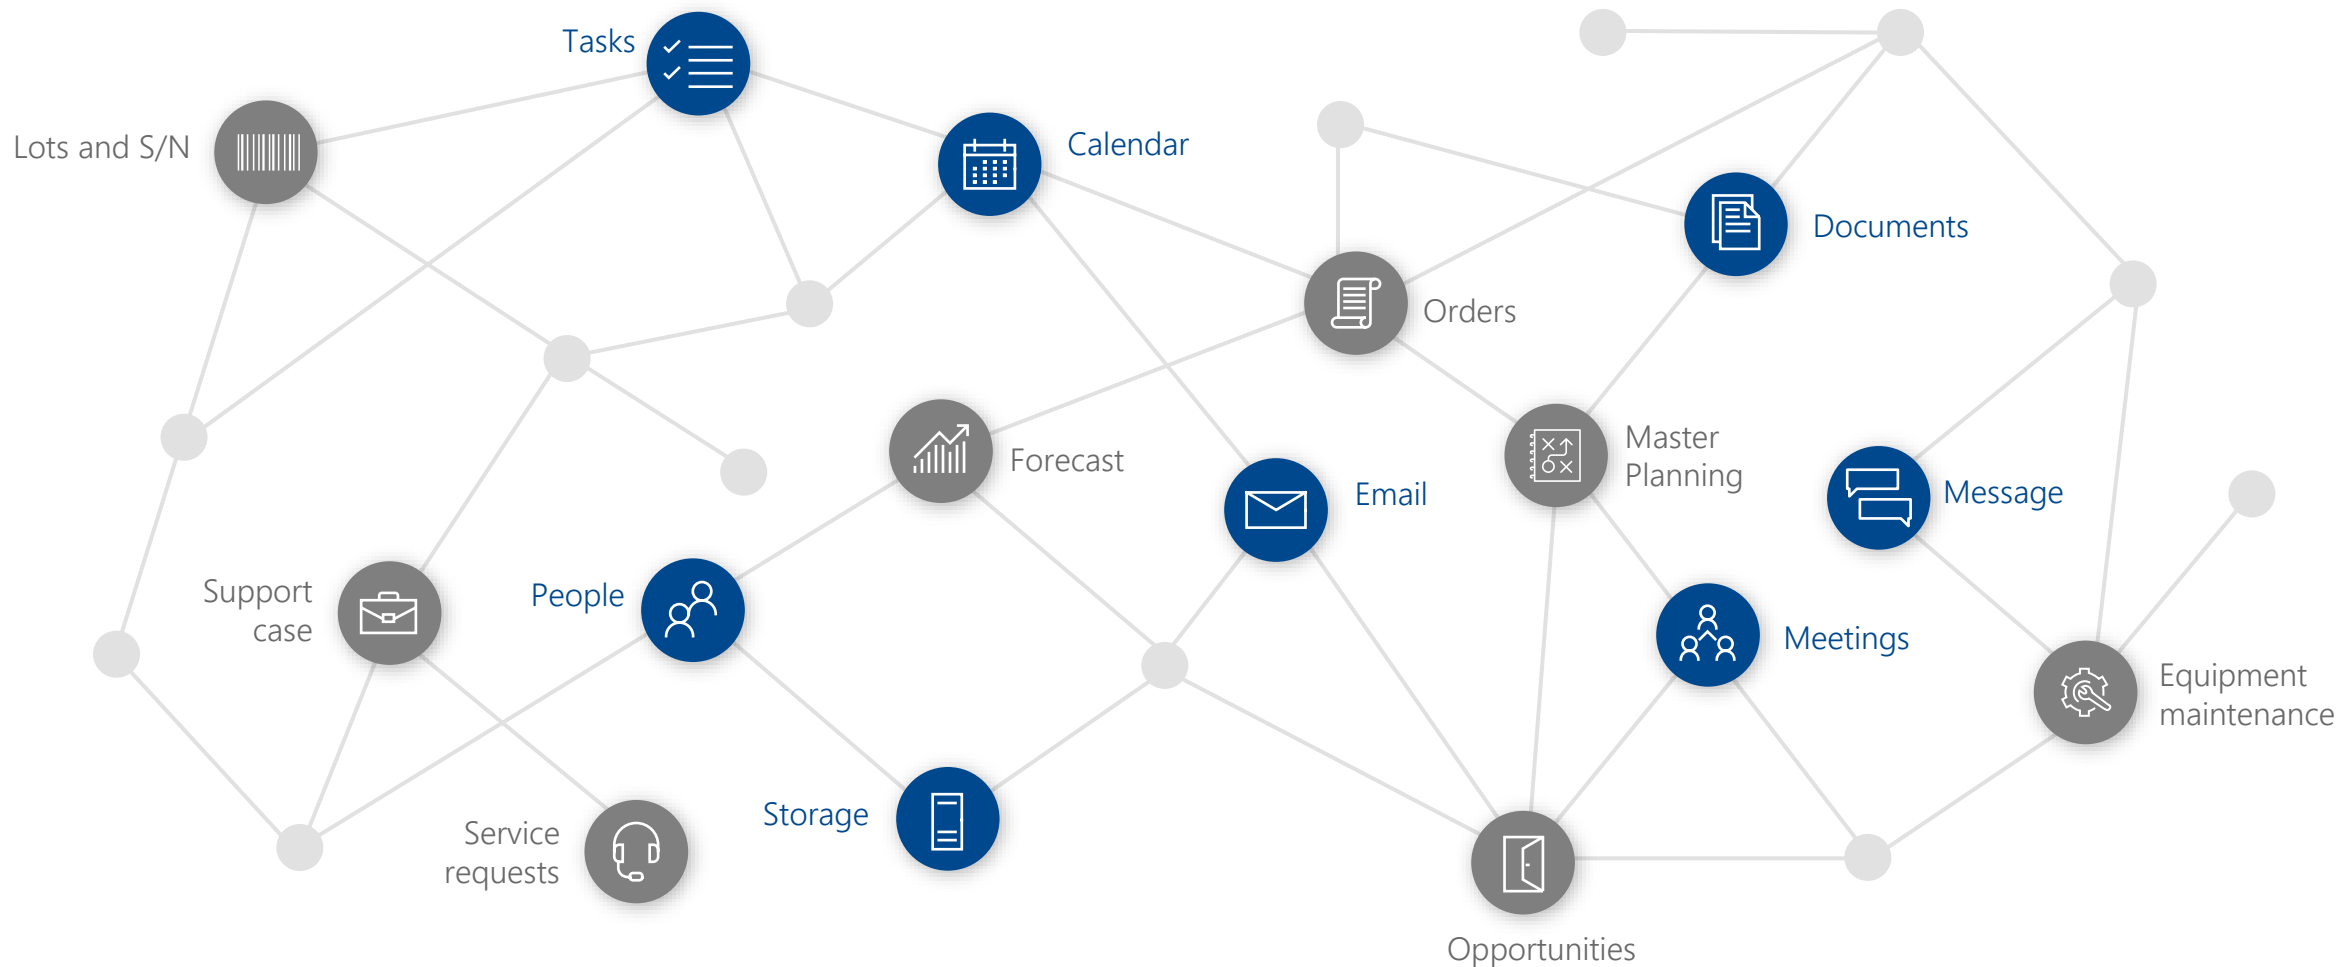 Tasks
Lots and S/N
Calendar
Documents
Orders
Master
Planning
Forecast
Email
Message
Support
case
People
Meetings
Equipment
maintenance
Storage
Service
requests
Opportunities